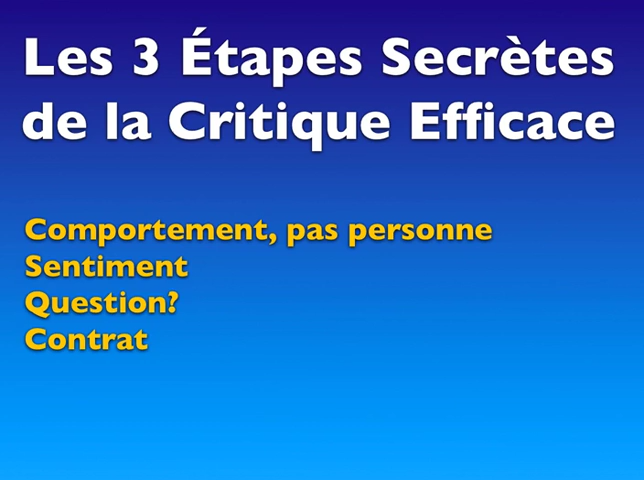 Les 3 Étapes Secrètes
de la Critique Efficace
Comportement, pas personne
Sentiment
Question?
Contrat